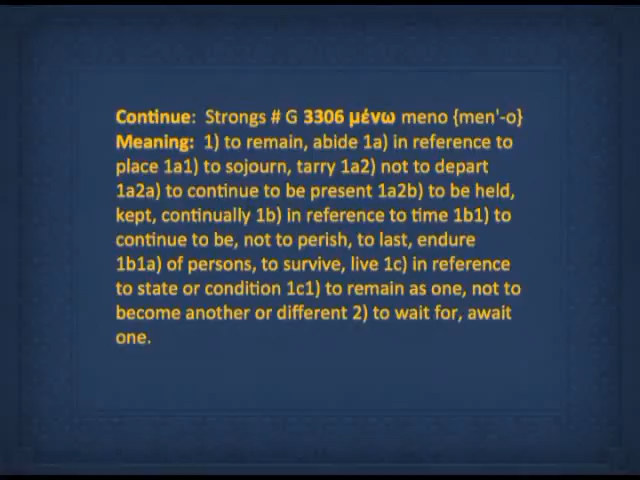 Continue: Strongs # G 3306 μένω meno {men'-o}
Meaning: 1) to remain, abide 1a) in reference to
place 1a1) to sojourn, tarry 1a2) not to depart
1a2a) to continue to be present 1a2b) to be held,
kept, continually 1b) in reference to time 1b1) to
continue to be, not to perish, to last, endure
1b1a) of persons, to survive, live 1c) in reference
to state or condition 1c1) to remain as one, not to
become another or different 2) to wait for, await
one.